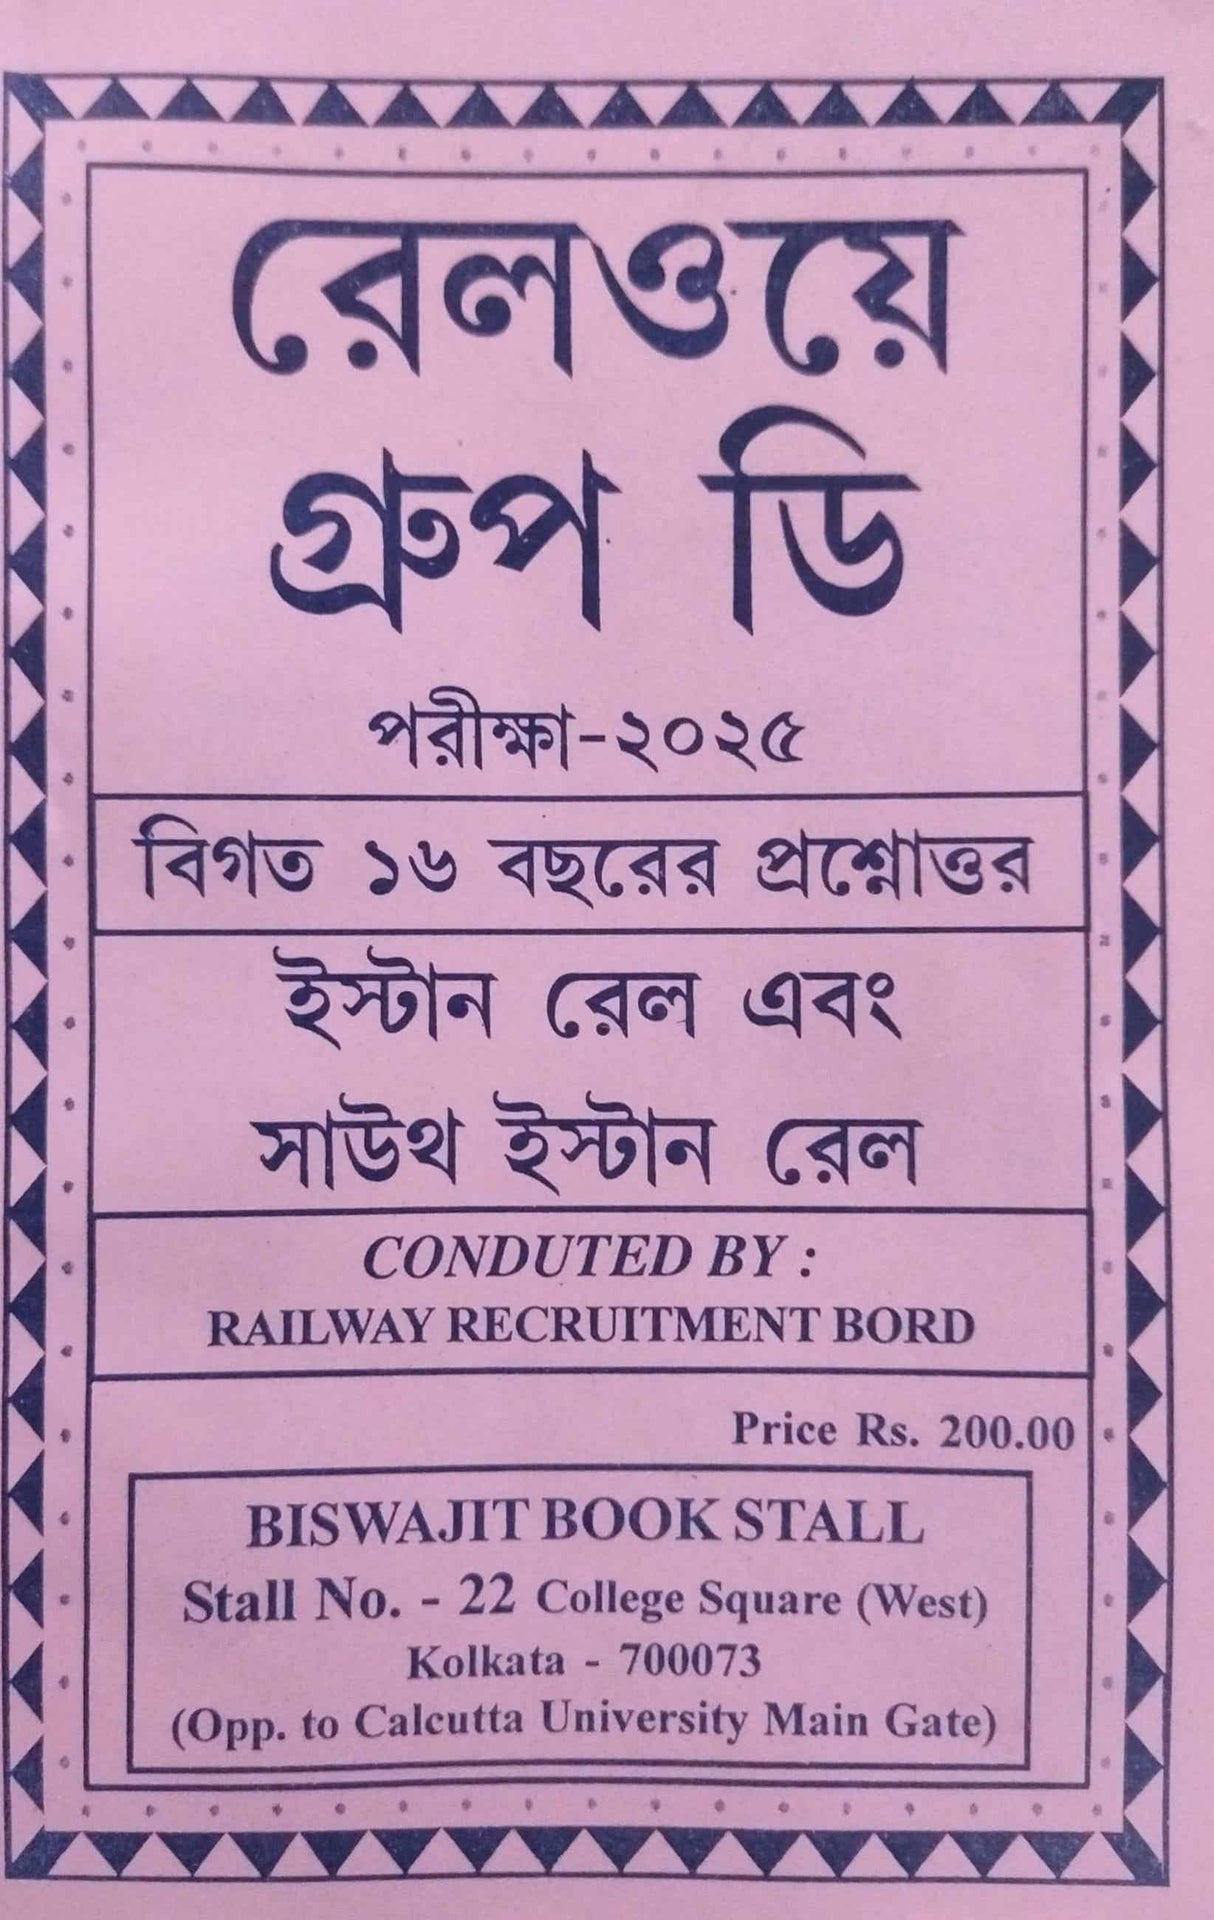 রেলওয়ে
গ্রুপ ডি
পরীক্ষা-২০২৫
বিগত ১৬ বছরের প্রশ্নোত্তর
ইস্টান রেল এবং
সাউথ ইস্টান রেল
CONDUTED BY :
RAILWAY RECRUITMENT BORD
Price Rs. 200.00
BISWAJIT BOOK STALL
Stall No. - 22 College Square (West)
Kolkata - 700073
(Opp. to Calcutta University Main Gate)